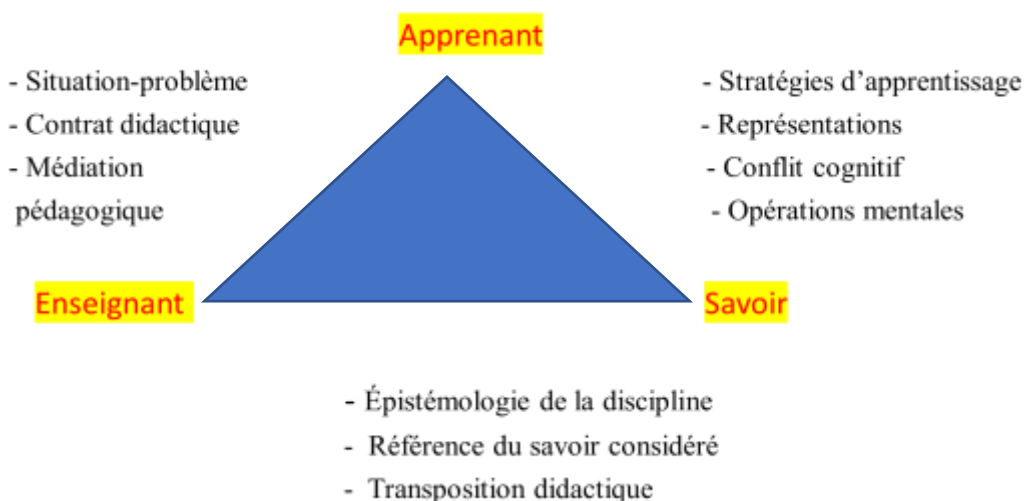 Apprenant
- Situation-problème
- Contrat didactique
- Médiation
pédagogique
- Stratégies d’apprentissage
- Représentations
- Conflit cognitif
- Opérations mentales
Enseignant
Savoir
- Épistémologie de la discipline
- Référence du savoir considéré
- Transposition didactique